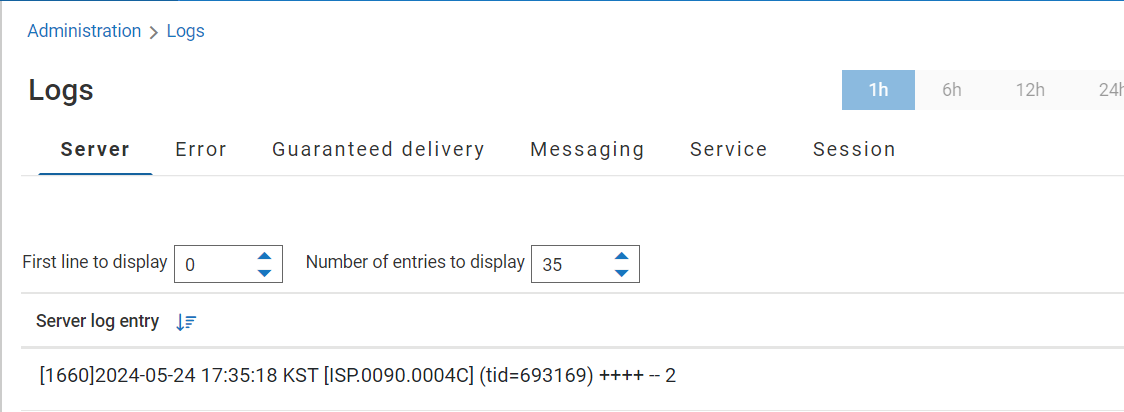 Administration > Logs
Logs
1h 6h 12h 24h
Server Error Guaranteed delivery Messaging Service Session
First line to display 0 Number of entries to display 35
Server log entry
[1660]2024-05-24 17:35:18 KST [ISP.0090.0004C] (tid=693169) ++++ -- 2